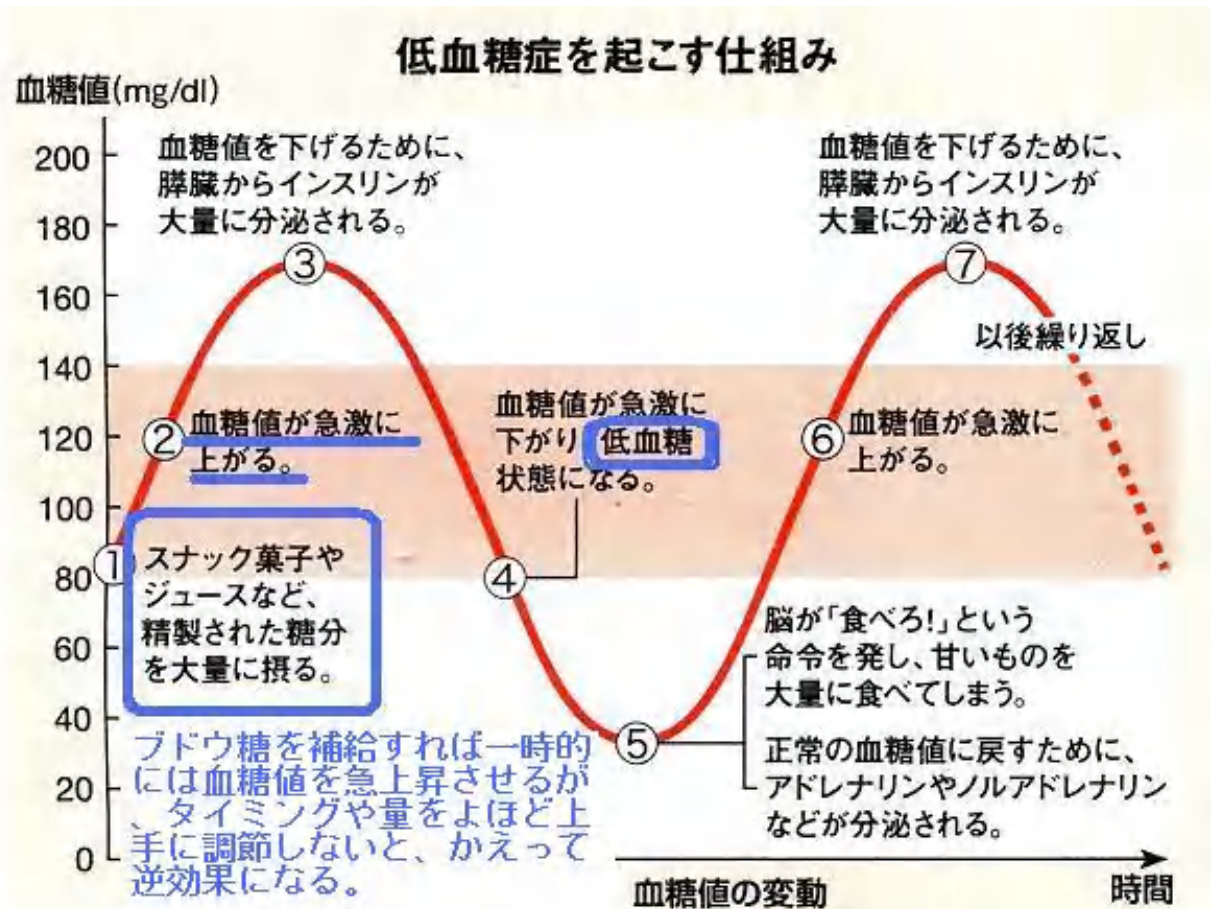 低血糖症を起こす仕組み
血糖値(mg/dl)
200
180
160
140
120
100
80
60
40
20
0
①
スナック菓子や
ジュースなど、
精製された糖分
を大量に摂る。
②
血糖値が急激に
上がる。
血糖値を下げるために、
膵臓からインスリンが
大量に分泌される。
③
④
血糖値が急激に
下がり 低血糖
状態になる。
⑤
脳が「食べろ!」という
命令を発し、甘いものを
大量に食べてしまう。
正常の血糖値に戻すために、
アドレナリンやノルアドレナリン
などが分泌される。
⑥
血糖値が急激に
上がる。
血糖値を下げるために、
膵臓からインスリンが
大量に分泌される。
⑦
以後繰り返し
ブドウ糖を補給すれば一時的
には血糖値を急上昇させるが
、タイミングや量をよほど上
手に調節しないと、かえって
逆効果になる。
血糖値の変動
時間